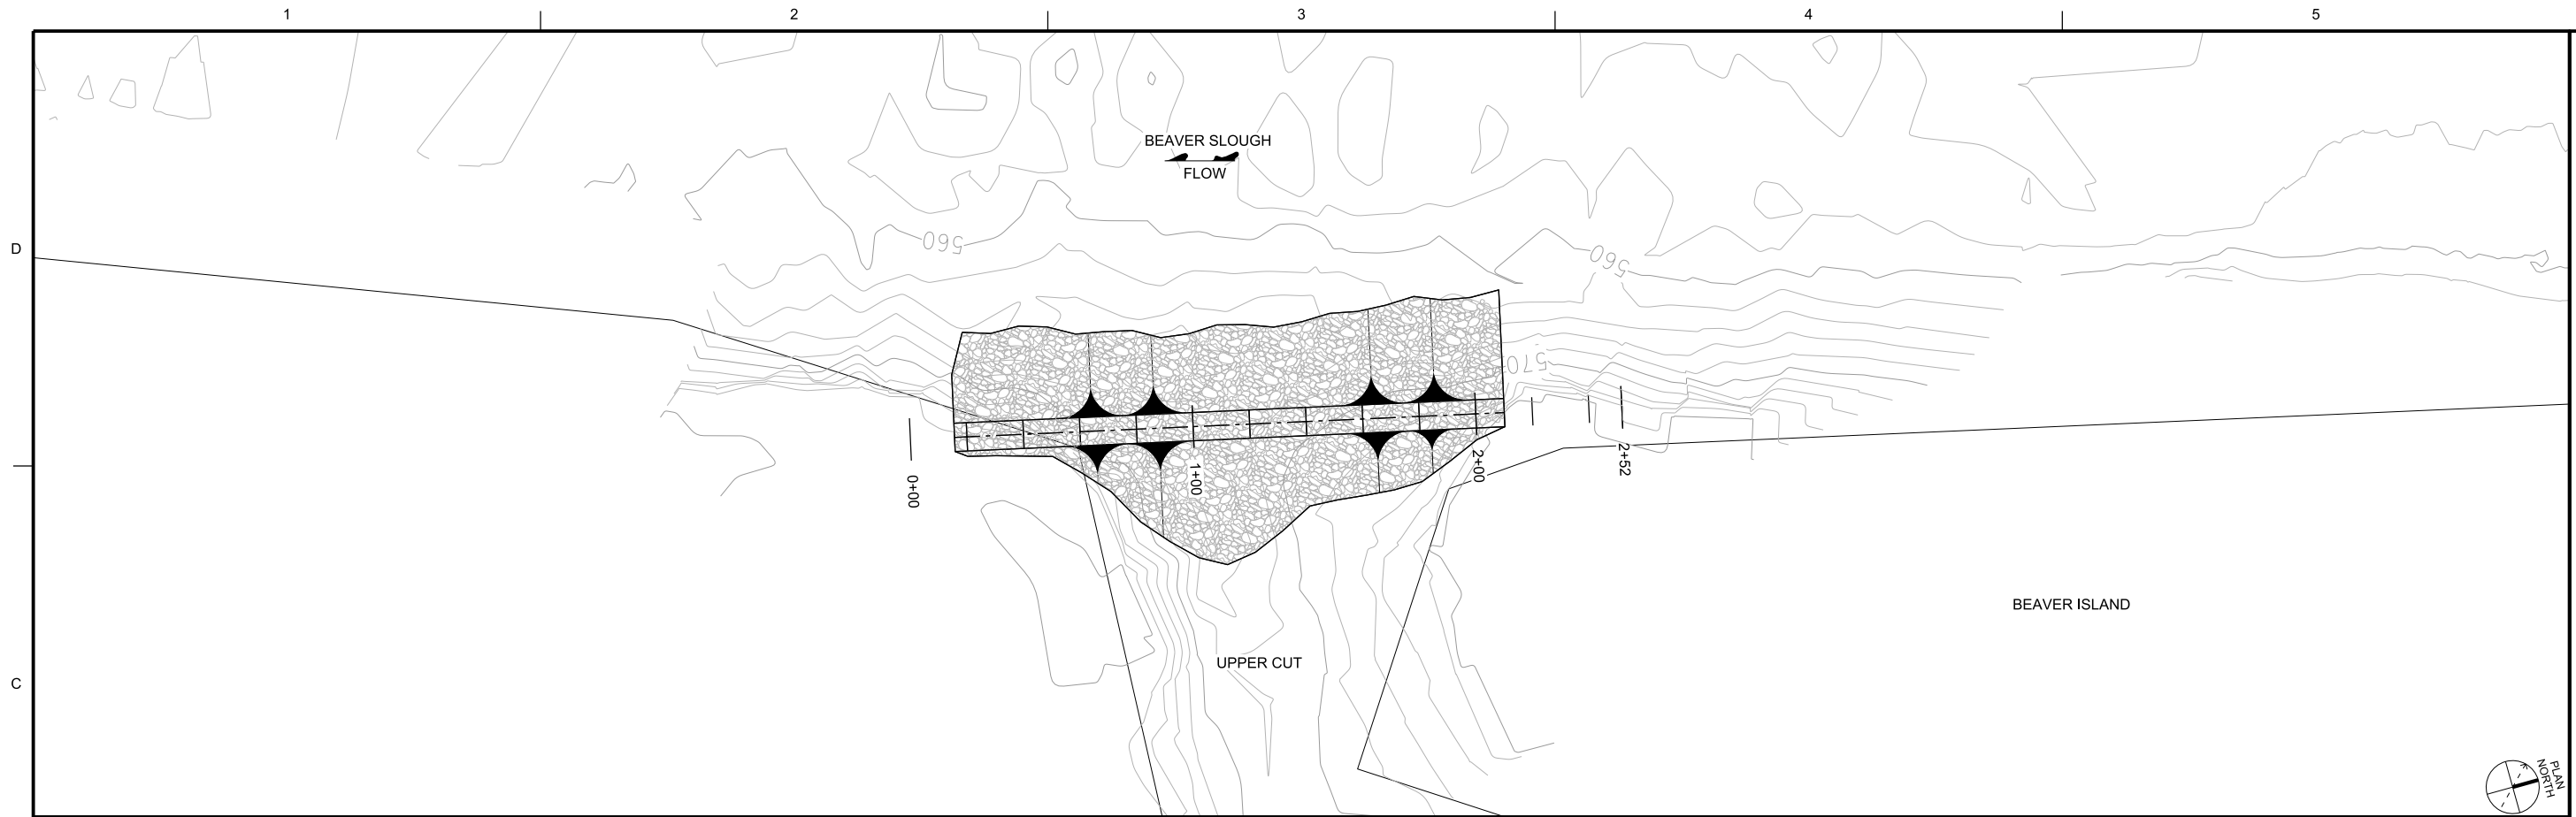 1 2 3 4 5
BEAVER SLOUGH
FLOW
D
560
560
570
0+00
1+00
2+00
2+52
BEAVER ISLAND
UPPER CUT
C
PLAN
NORTH